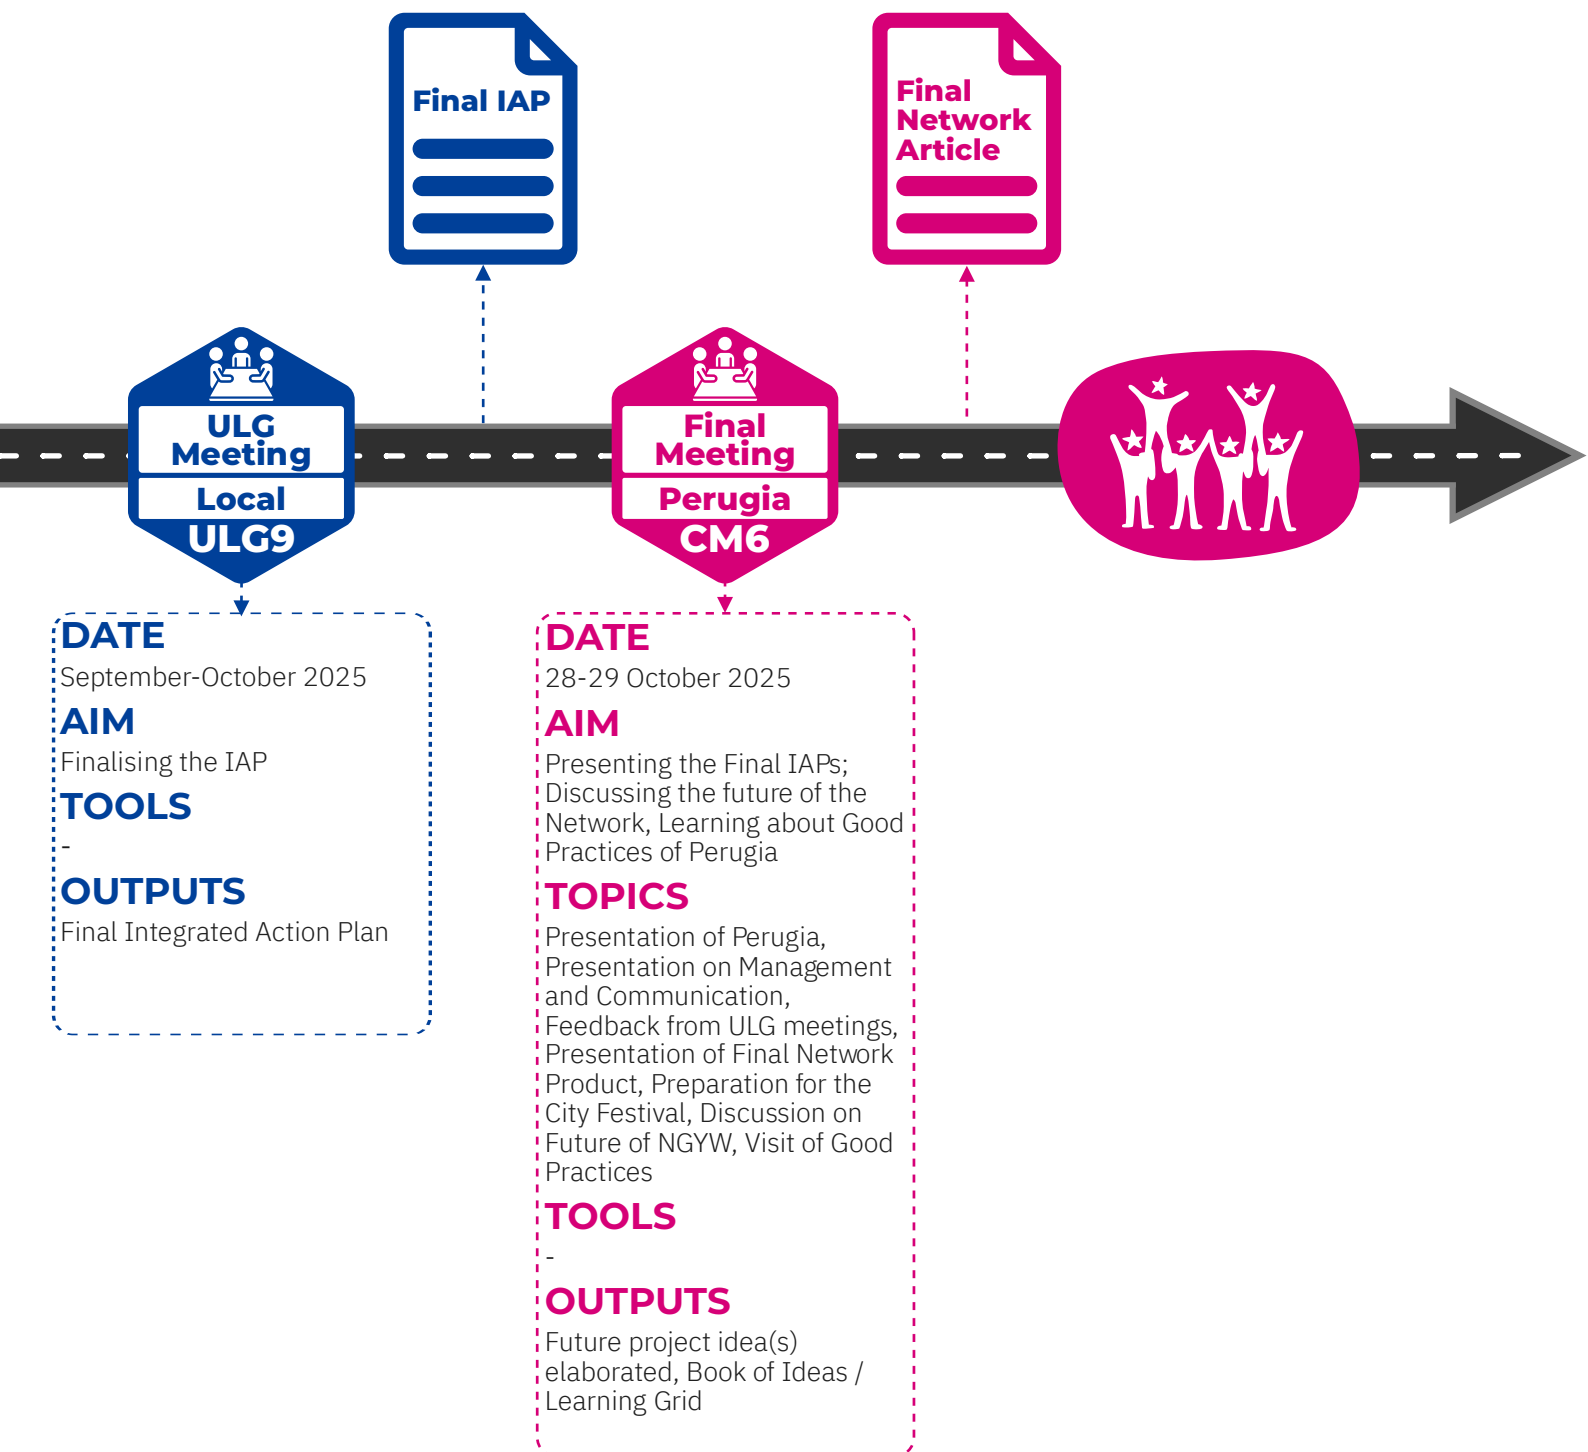 Final IAP
Final
Network
Article
ULG
Meeting
Local
ULG9
Final
Meeting
Perugia
CM6
DATE
September-October 2025
AIM
Finalising the IAP
TOOLS
-
OUTPUTS
Final Integrated Action Plan
DATE
28-29 October 2025
AIM
Presenting the Final IAPs;
Discussing the future of the
Network, Learning about Good
Practices of Perugia
TOPICS
Presentation of Perugia,
Presentation on Management
and Communication,
Feedback from ULG meetings,
Presentation of Final Network
Product, Preparation for the
City Festival, Discussion on
Future of NGYW, Visit of Good
Practices
TOOLS
-
OUTPUTS
Future project idea(s)
elaborated, Book of Ideas /
Learning Grid